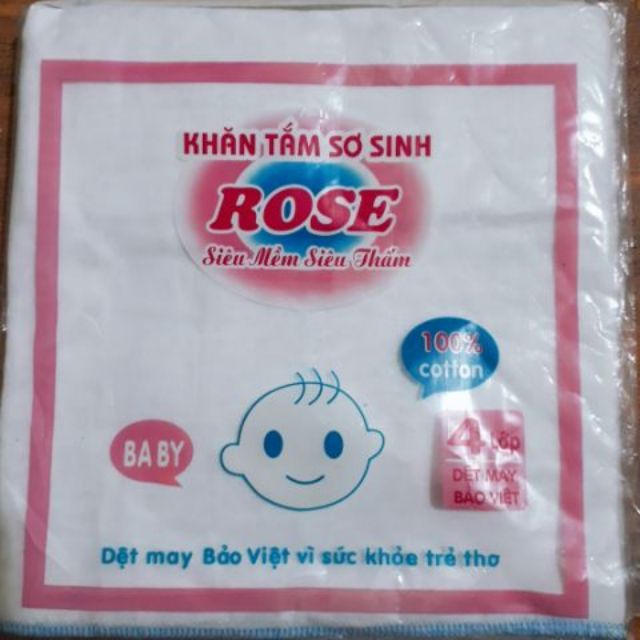 KHĂN TẮM SƠ SINH
ROSE
Siêu Mềm Siêu Thấm
100%
cotton
BA BY
4 Lớp
DỆT MAY
BẢO VIỆT
Dệt may Bảo Việt vì sức khỏe trẻ thơ